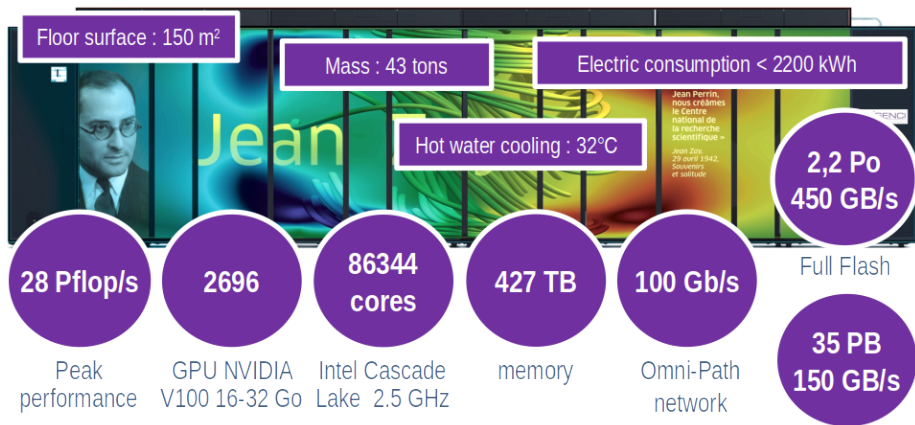 Floor surface : 150 m²
Mass : 43 tons
Electric consumption < 2200 kWh
Jean
Hot water cooling : 32°C
Jean Perrin,
nous créâmes
le Centre
national de
la recherche
scientifique »
Jean Zay.
29 avril 1942,
Souvenirs
et solitude
GENCI
2,2 Po
450 GB/s
Full Flash
28 Pflop/s
Peak
performance
2696
GPU NVIDIA
V100 16-32 Go
86344
cores
Intel Cascade
Lake 2.5 GHz
427 TB
memory
100 Gb/s
Omni-Path
network
35 PB
150 GB/s